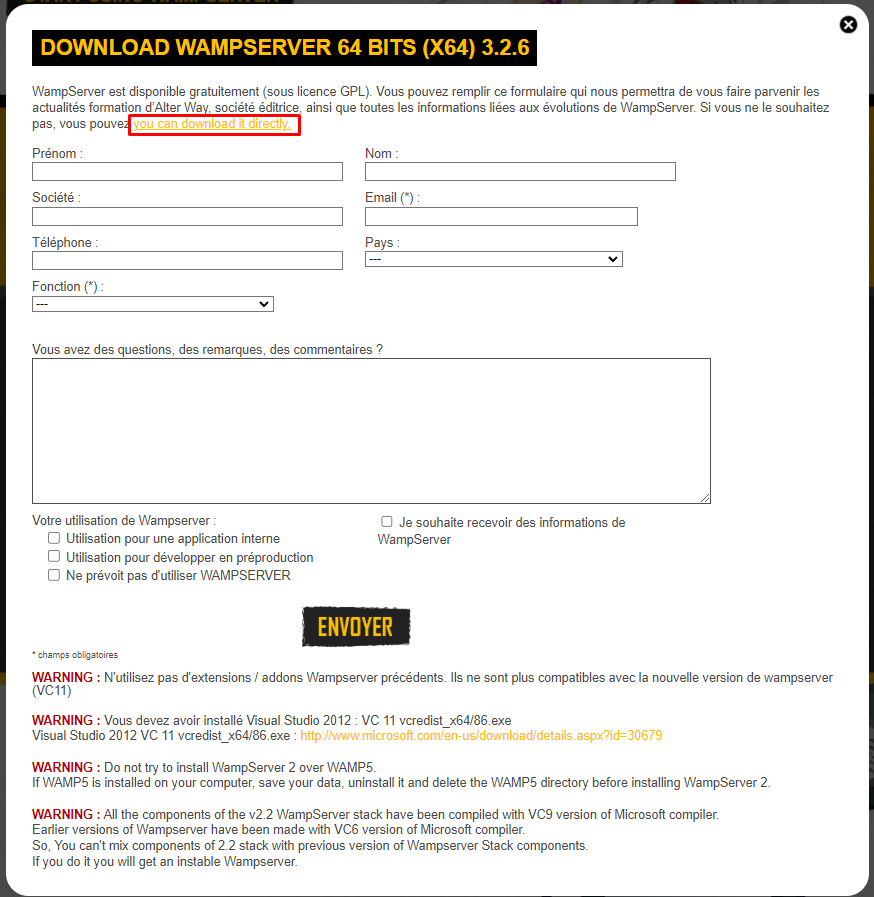 DOWNLOAD WAMPSERVER 64 BITS (X64) 3.2.6
WampServer est disponible gratuitement (sous licence GPL). Vous pouvez remplir ce formulaire qui nous permettra de vous faire parvenir les
actualités formation d'Alter Way, société éditrice, ainsi que toutes les informations liées aux évolutions de WampServer. Si vous ne le souhaitez
pas, vous pouvez you can download it directly.
Prénom :
Nom :
Société :
Email (*) :
Téléphone :
Pays :
---
Fonction (*) :
---
Vous avez des questions, des remarques, des commentaires ?
Votre utilisation de Wampserver :
Utilisation pour une application interne
Utilisation pour développer en préproduction
Ne prévoit pas d'utiliser WAMPSERVER
Je souhaite recevoir des informations de
WampServer
ENVOYER
* champs obligatoires
WARNING : N'utilisez pas d'extensions / addons Wampserver précédents. Ils ne sont plus compatibles avec la nouvelle version de wampserver
(VC11)
WARNING : Vous devez avoir installé Visual Studio 2012 : VC 11 vcredist_x64/86.exe
Visual Studio 2012 VC 11 vcredist_x64/86.exe : http://www.microsoft.com/en-us/download/details.aspx?id=30679
WARNING : Do not try to install WampServer 2 over WAMP5.
If WAMP5 is installed on your computer, save your data, uninstall it and delete the WAMP5 directory before installing WampServer 2.
WARNING : All the components of the v2.2 WampServer stack have been compiled with VC9 version of Microsoft compiler.
Earlier versions of Wampserver have been made with VC6 version of Microsoft compiler.
So, You can't mix components of 2.2 stack with previous version of Wampserver Stack components.
If you do it you will get an instable Wampserver.